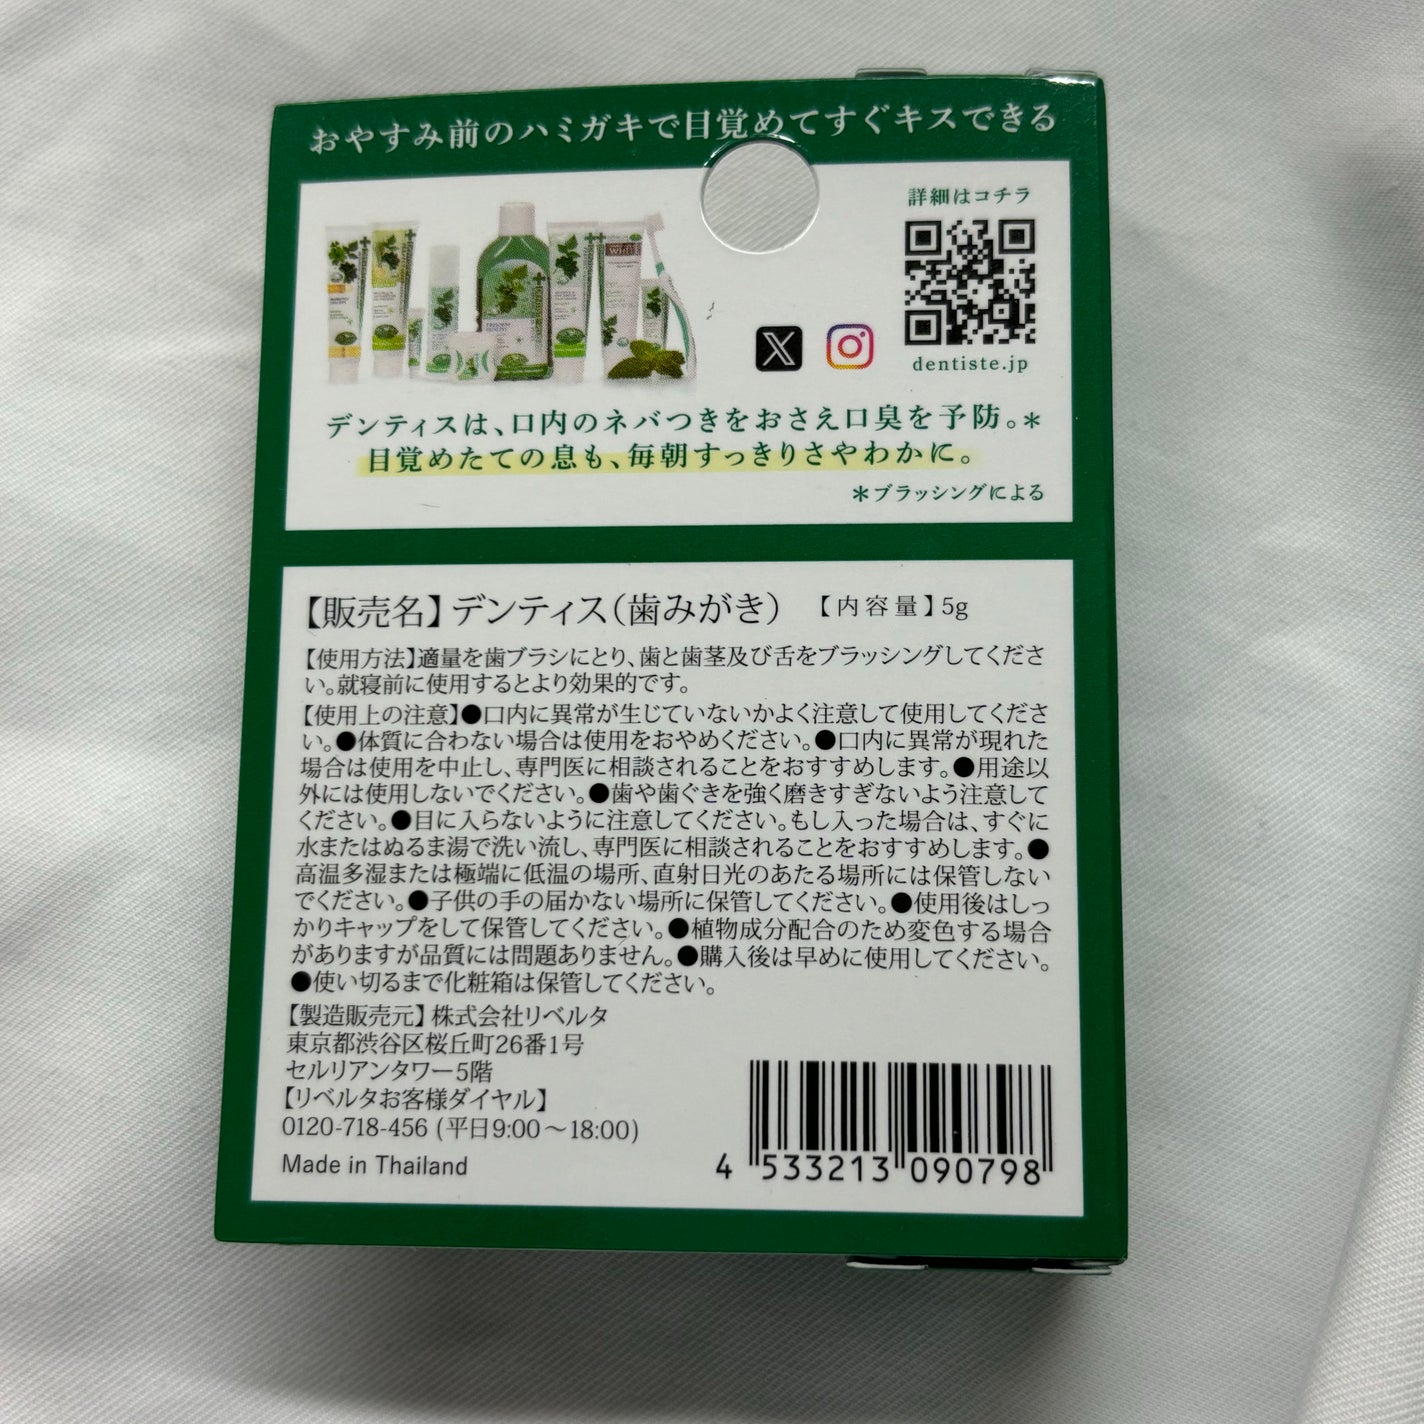 おやすみ前のハミガキで目覚めてすぐキスできる
詳細はコチラ
dentiste.jp
デンティスは、口内のネバつきをおさえ口臭を予防。＊
目覚めたての息も、毎朝すっきりさやわかに。
＊ブラッシングによる
【販売名】デンティス（歯みがき） 【内容量】5g
【使用方法】適量を歯ブラシにとり、歯と歯茎及び舌をブラッシングしてくださ
い。就寝前に使用するとより効果的です。
【使用上の注意】●口内に異常が生じていないかよく注意して使用してくださ
い。●体質に合わない場合は使用をおやめください。●口内に異常が現れた
場合は使用を中止し、専門医に相談されることをおすすめします。●用途以
外には使用しないでください。●歯や歯ぐきを強く磨きすぎないよう注意して
ください。●目に入らないように注意してください。もし入った場合は、すぐに
水またはぬるま湯で洗い流し、専門医に相談されることをおすすめします。●
高温多湿または極端に低温の場所、直射日光のあたる場所には保管しない
でください。●子供の手の届かない場所に保管してください。●使用後はしっ
かりキャップをして保管してください。●植物成分配合のため変色する場合
がありますが品質には問題ありません。●購入後は早めに使用してください。
●使い切るまで化粧箱は保管してください。
【製造販売元】株式会社リベルタ
東京都渋谷区桜丘町26番1号
セルリアンタワー5階
【リベルタお客様ダイヤル】
0120-718-456 (平日9:00～18:00)
Made in Thailand
4 533213 090798